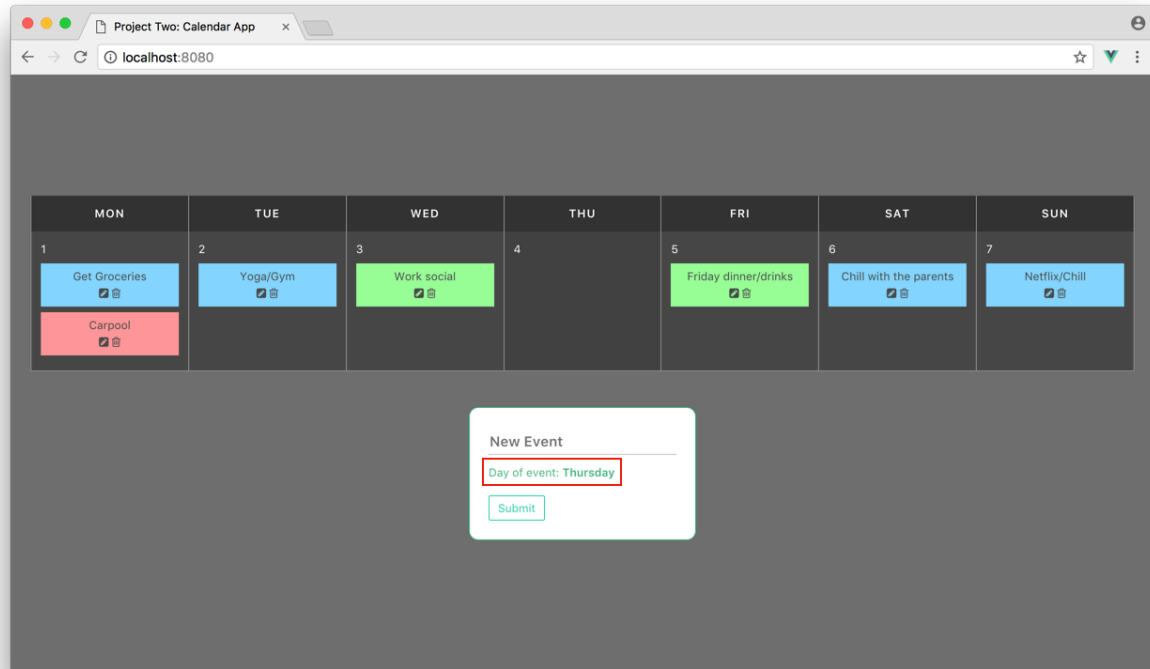 Project Two: Calendar App
localhost:8080
MON TUE WED THU FRI SAT SUN
1 2 3 4 5 6 7
Get Groceries Yoga/Gym Work social Friday dinner/drinks Chill with the parents Netflix/Chill
Carpool
New Event
Day of event: Thursday
Submit